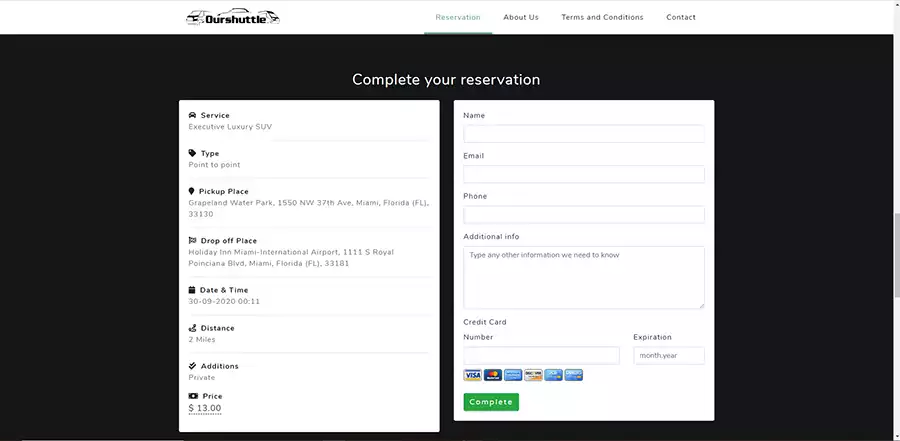 Ourshuttle
Reservation
About Us
Terms and Conditions
Contact
Complete your reservation
Service
Executive Luxury SUV
Type
Point to point
Pickup Place
Grapeland Water Park, 1550 NW 37th Ave, Miami, Florida (FL),
33130
Drop off Place
Holiday Inn Miami-International Airport, 1111 S Royal
Poinciana Blvd, Miami, Florida (FL), 33181
Date & Time
30-09-2020 00:11
Distance
2 Miles
Additions
Private
Price
$ 13.00
Name
Email
Phone
Additional info
Type any other information we need to know
Credit Card
Number
Expiration
month,year
VISA
Complete